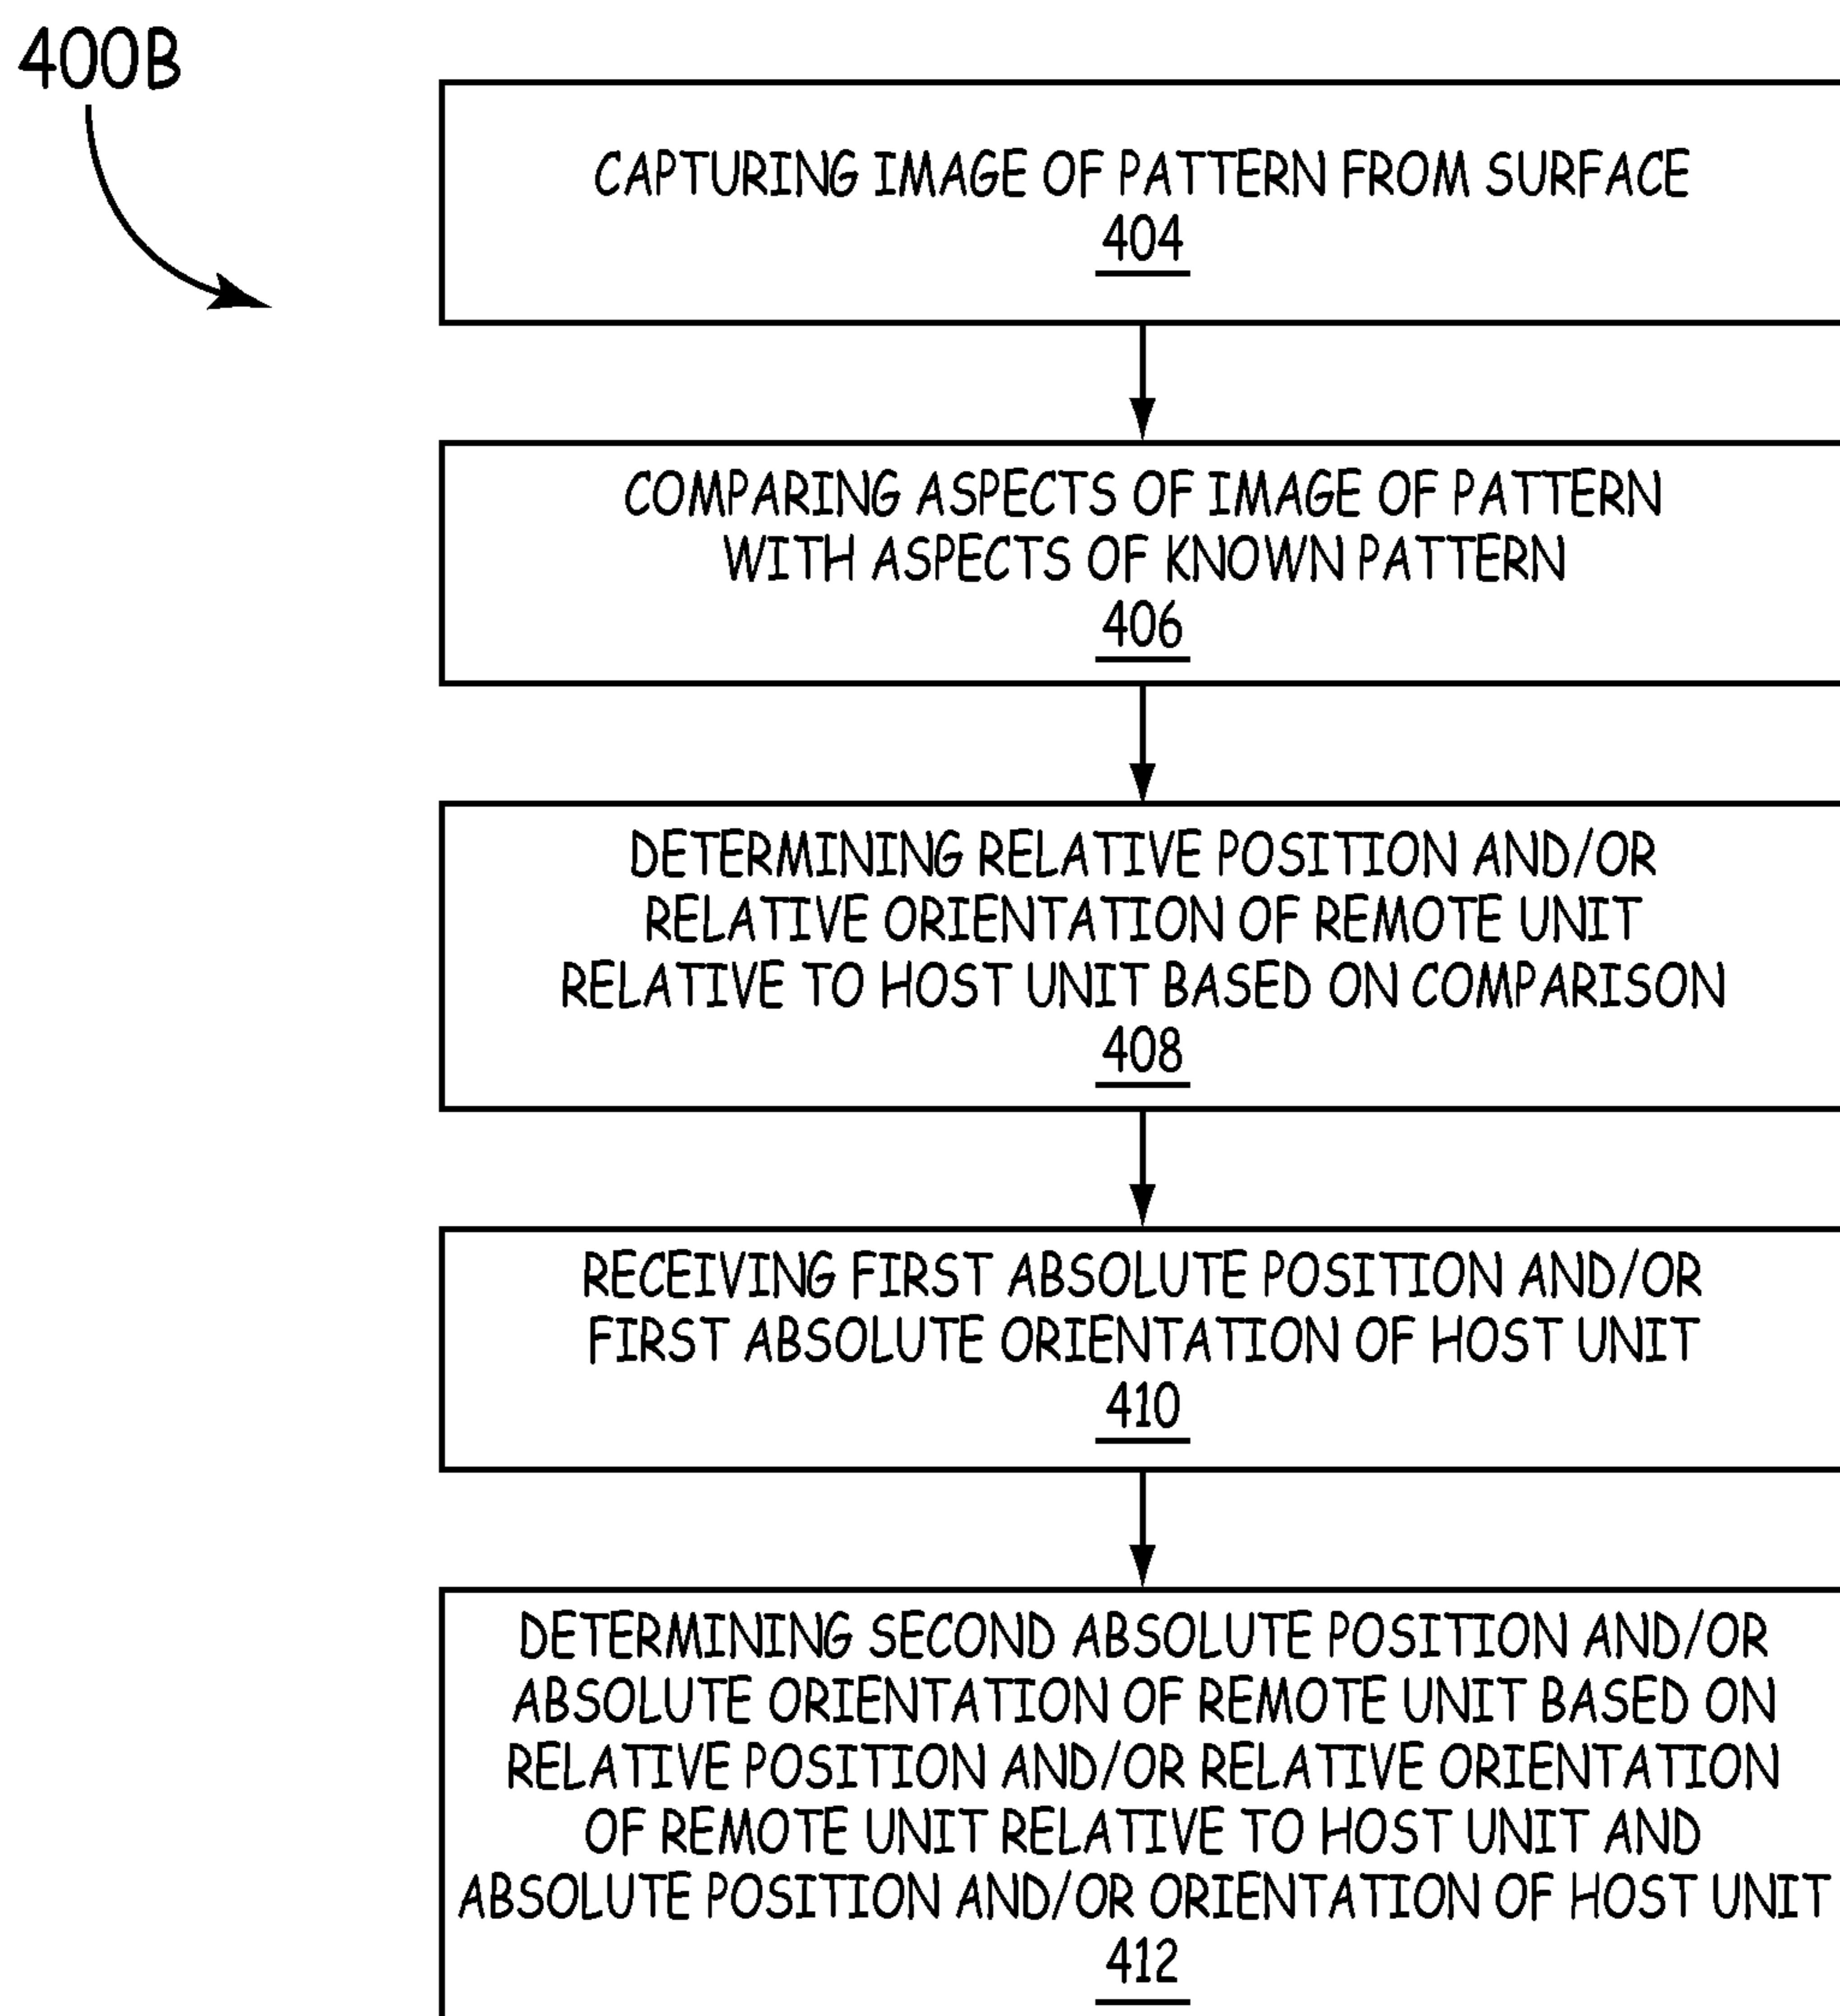 400B
CAPTURING IMAGE OF PATTERN FROM SURFACE
404
COMPARING ASPECTS OF IMAGE OF PATTERN
WITH ASPECTS OF KNOWN PATTERN
406
DETERMINING RELATIVE POSITION AND/OR
RELATIVE ORIENTATION OF REMOTE UNIT
RELATIVE TO HOST UNIT BASED ON COMPARISON
408
RECEIVING FIRST ABSOLUTE POSITION AND/OR
FIRST ABSOLUTE ORIENTATION OF HOST UNIT
410
DETERMINING SECOND ABSOLUTE POSITION AND/OR
ABSOLUTE ORIENTATION OF REMOTE UNIT BASED ON
RELATIVE POSITION AND/OR RELATIVE ORIENTATION
OF REMOTE UNIT RELATIVE TO HOST UNIT AND
ABSOLUTE POSITION AND/OR ORIENTATION OF HOST UNIT
412